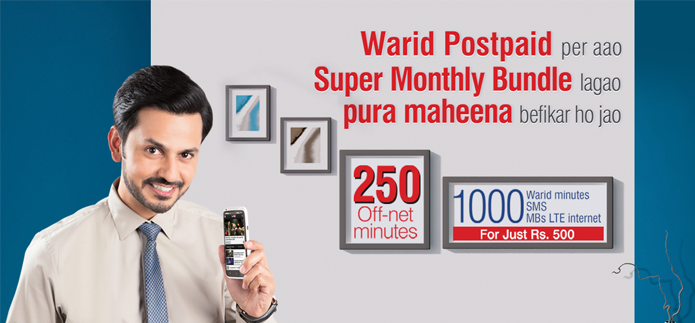 Warid Postpaid per aao
Super Monthly Bundle lagao
pura maheena befikar ho jao
250
Off-net
minutes
1000 Warid minutes
SMS
MBs LTE internet
For Just Rs. 500